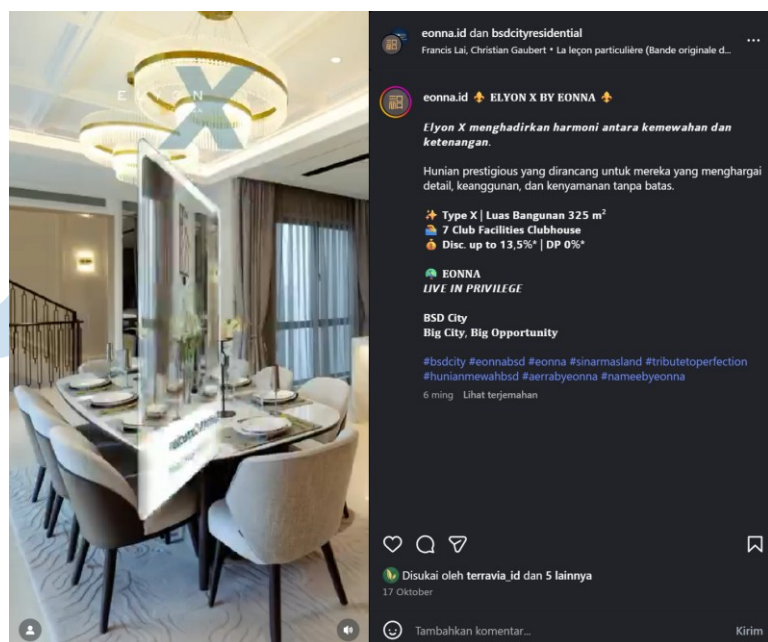 ELYON
X
eonna.id dan bsdcityresidential
Francis Lai, Christian Gaubert • La leçon particulière (Bande originale d...
eonna.id ⚜️ ELYON X BY EONNA ⚜️
Elyon X menghadirkan harmoni antara kemewahan dan
ketenangan.
Hunian prestigious yang dirancang untuk mereka yang menghargai
detail, keanggunan, dan kenyamanan tanpa batas.
✨ Type X | Luas Bangunan 325 m²
🏊 7 Club Facilities Clubhouse
💰 Disc. up to 13,5%* | DP 0%*
🌳 EONNA
LIVE IN PRIVILEGE
BSD City
Big City, Big Opportunity
#bsdcity #eonnabsd #eonna #sinarmasland #tributetoperfection
#hunianmewahbsd #aerrabyeonna #nameebyeonna
6 ming Lihat terjemahan
Disukai oleh terravia_id dan 5 lainnya
17 Oktober
Tambahkan komentar... Kirim